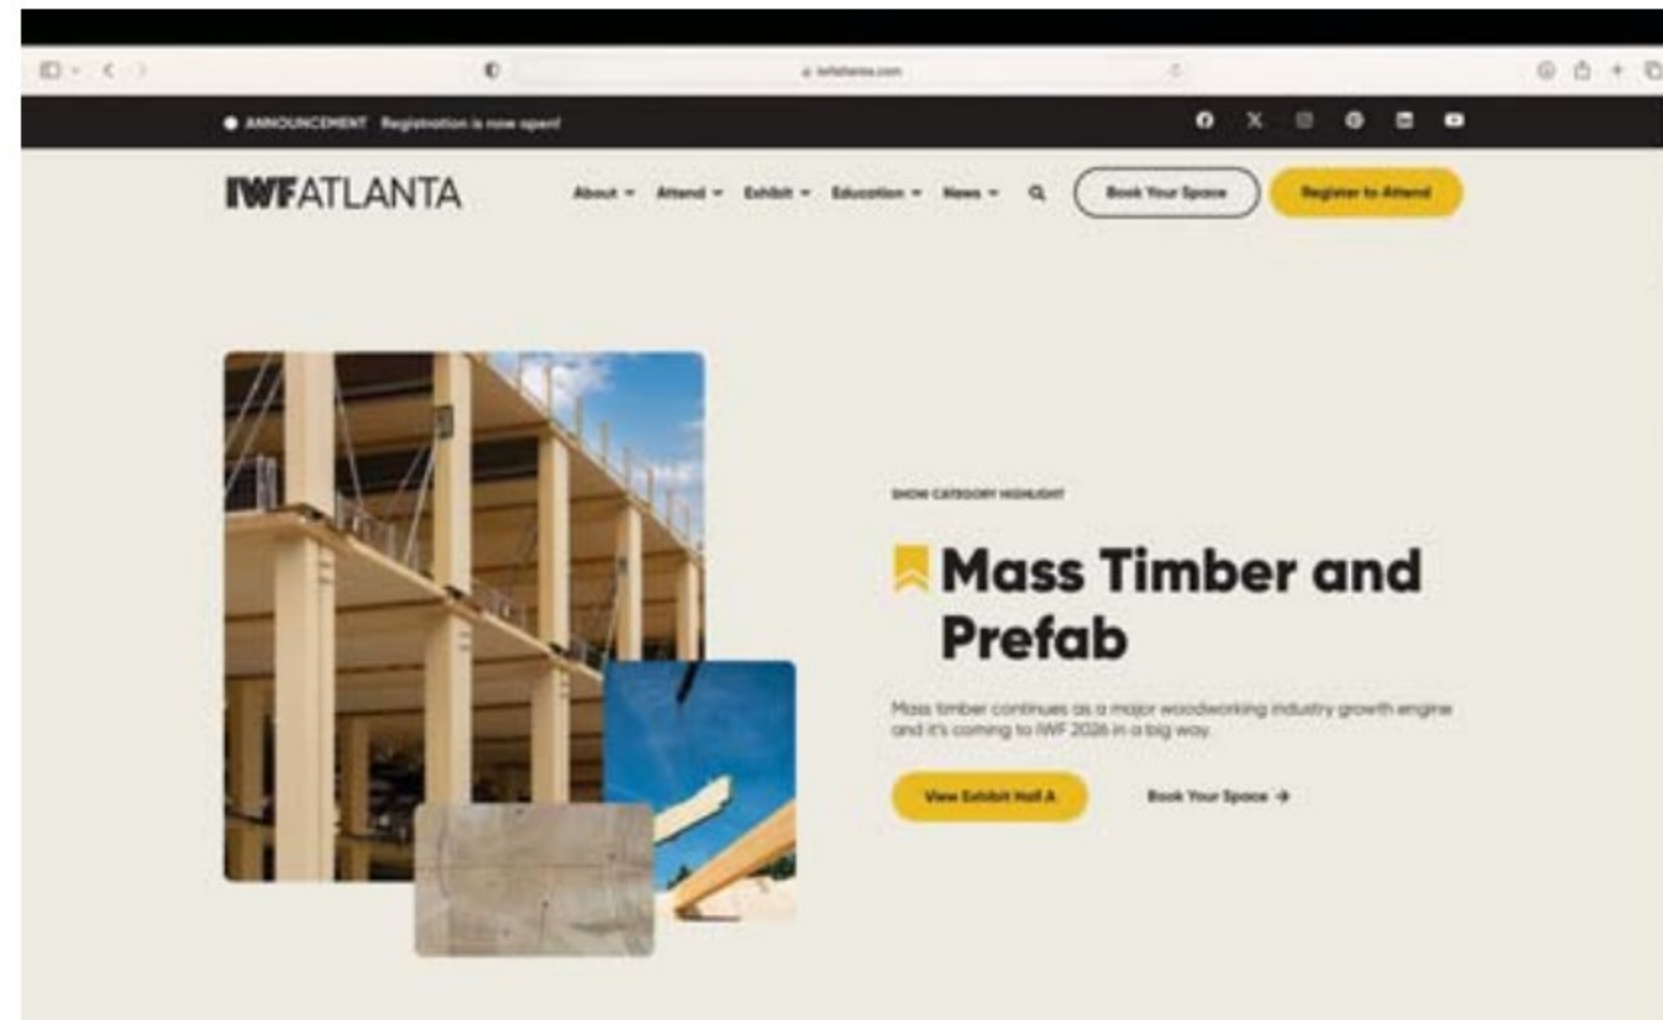 iwfatlanta.com
ANNOUNCEMENT Registration is now open!
IWFATLANTA About Attend Exhibit Education News Book Your Space Register to Attend
SHOW CATEGORY HIGHLIGHT
Mass Timber and
Prefab
Mass timber continues as a major woodworking industry growth engine
and it's coming to IWF 2026 in a big way.
View Exhibit Hall A Book Your Space →